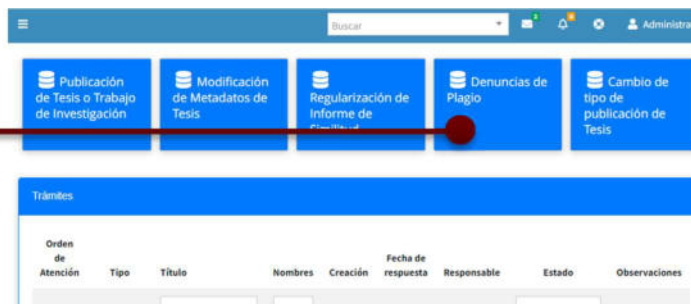 Buscar
Administra
Publicación
de Tesis o Trabajo
de Investigación
Modificación
de Metadatos de
Tesis
Regularización de
Informe de
Similitud
Denuncias de
Plagio
Cambio de
tipo de
publicación de
Tesis
Trámites
Orden
de
Atención
Tipo
Título
Nombres
Creación
Fecha de
respuesta
Responsable
Estado
Observaciones